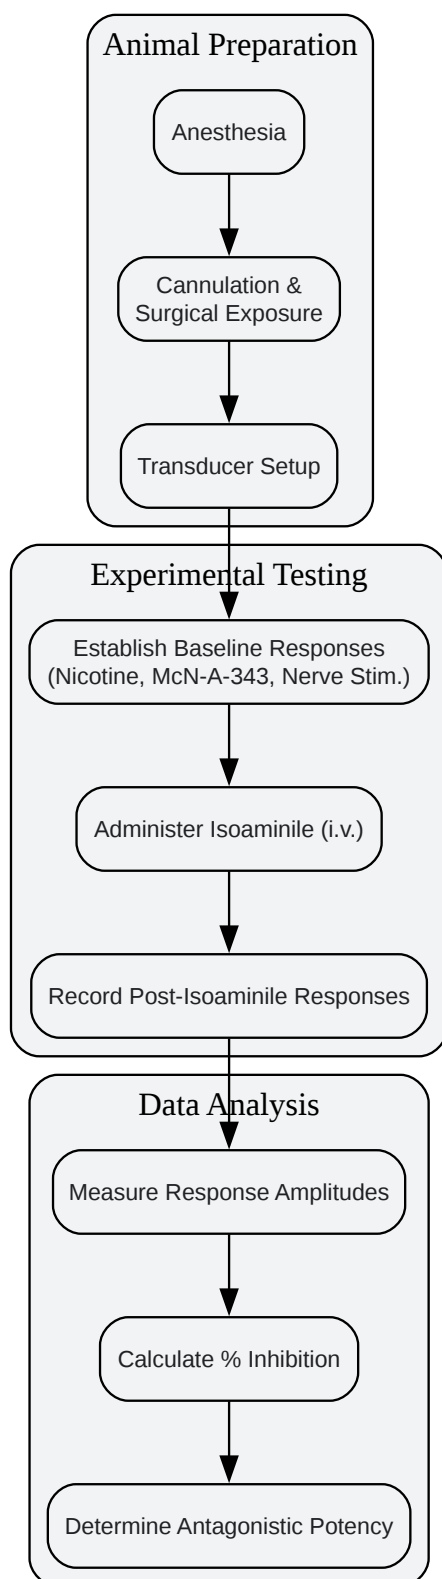 Animal Preparation
Anesthesia
Cannulation &
Surgical Exposure
Transducer Setup
Experimental Testing
Establish Baseline Responses
(Nicotine, McN-A-343, Nerve Stim.)
Administer Isoaminile (i.v.)
Record Post-Isoaminile Responses
Data Analysis
Measure Response Amplitudes
Calculate % Inhibition
Determine Antagonistic Potency